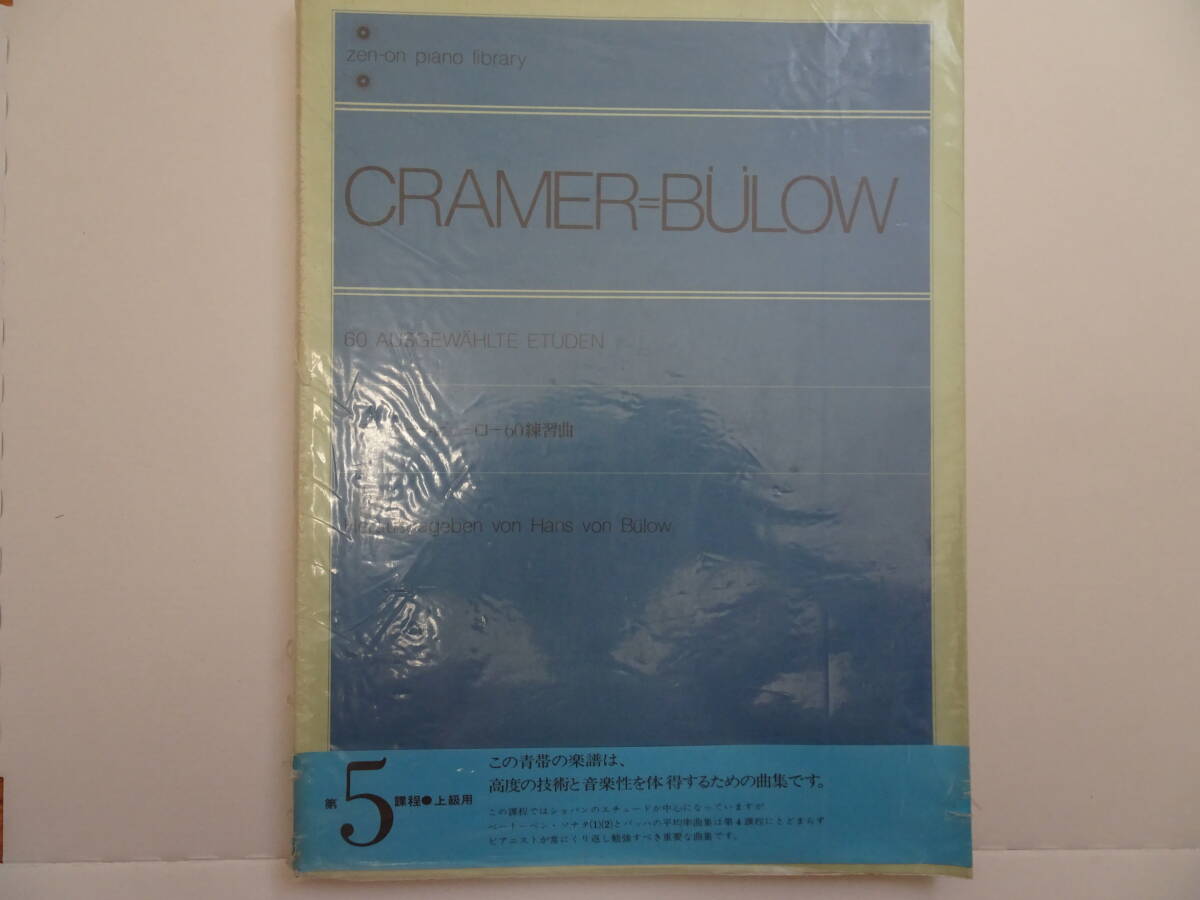 zen-on piano library
CRAMER=BÜLOW
60 AUSGEWÄHLTE ETÜDEN
ロー60練習曲
von Hans von Bülow
この青帯の楽譜は、
高度の技術と音楽性を体得するための曲集です。
第5課程●上級用
この課程ではショパンのエチュードが中心になっていますが
ベートーベン・ソナタ(1)(2)とバッハの平均率曲集は第4課程にとどまらず
ピアニストが常にくり返し勉強すべき重要な曲集です。